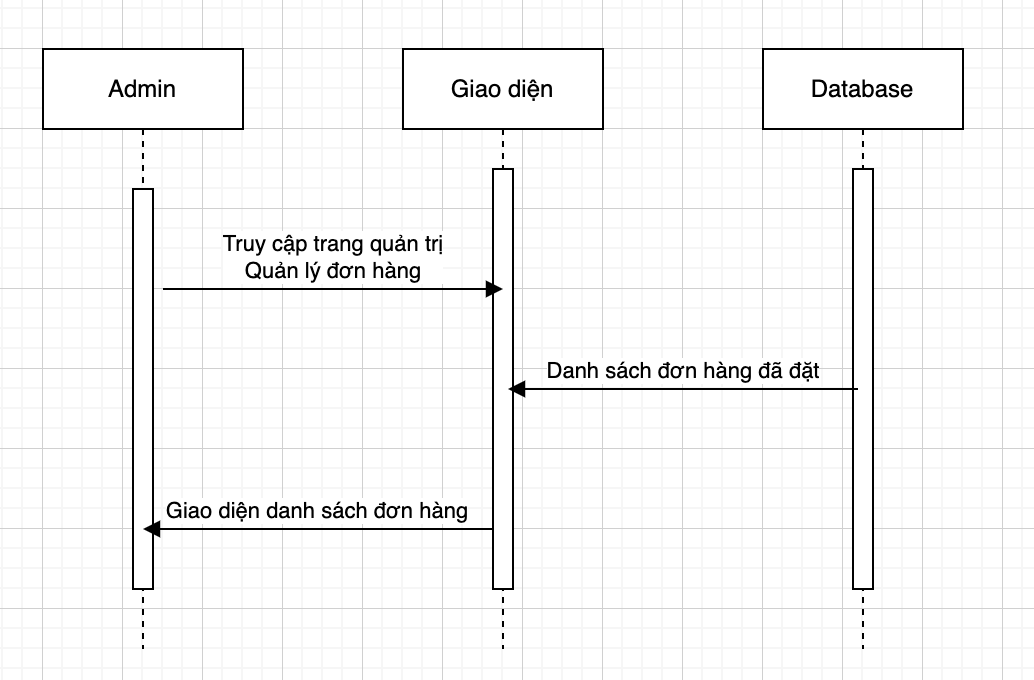 Admin
Giao diện
Database
Truy cập trang quản trị
Quản lý đơn hàng
Danh sách đơn hàng đã đặt
Giao diện danh sách đơn hàng